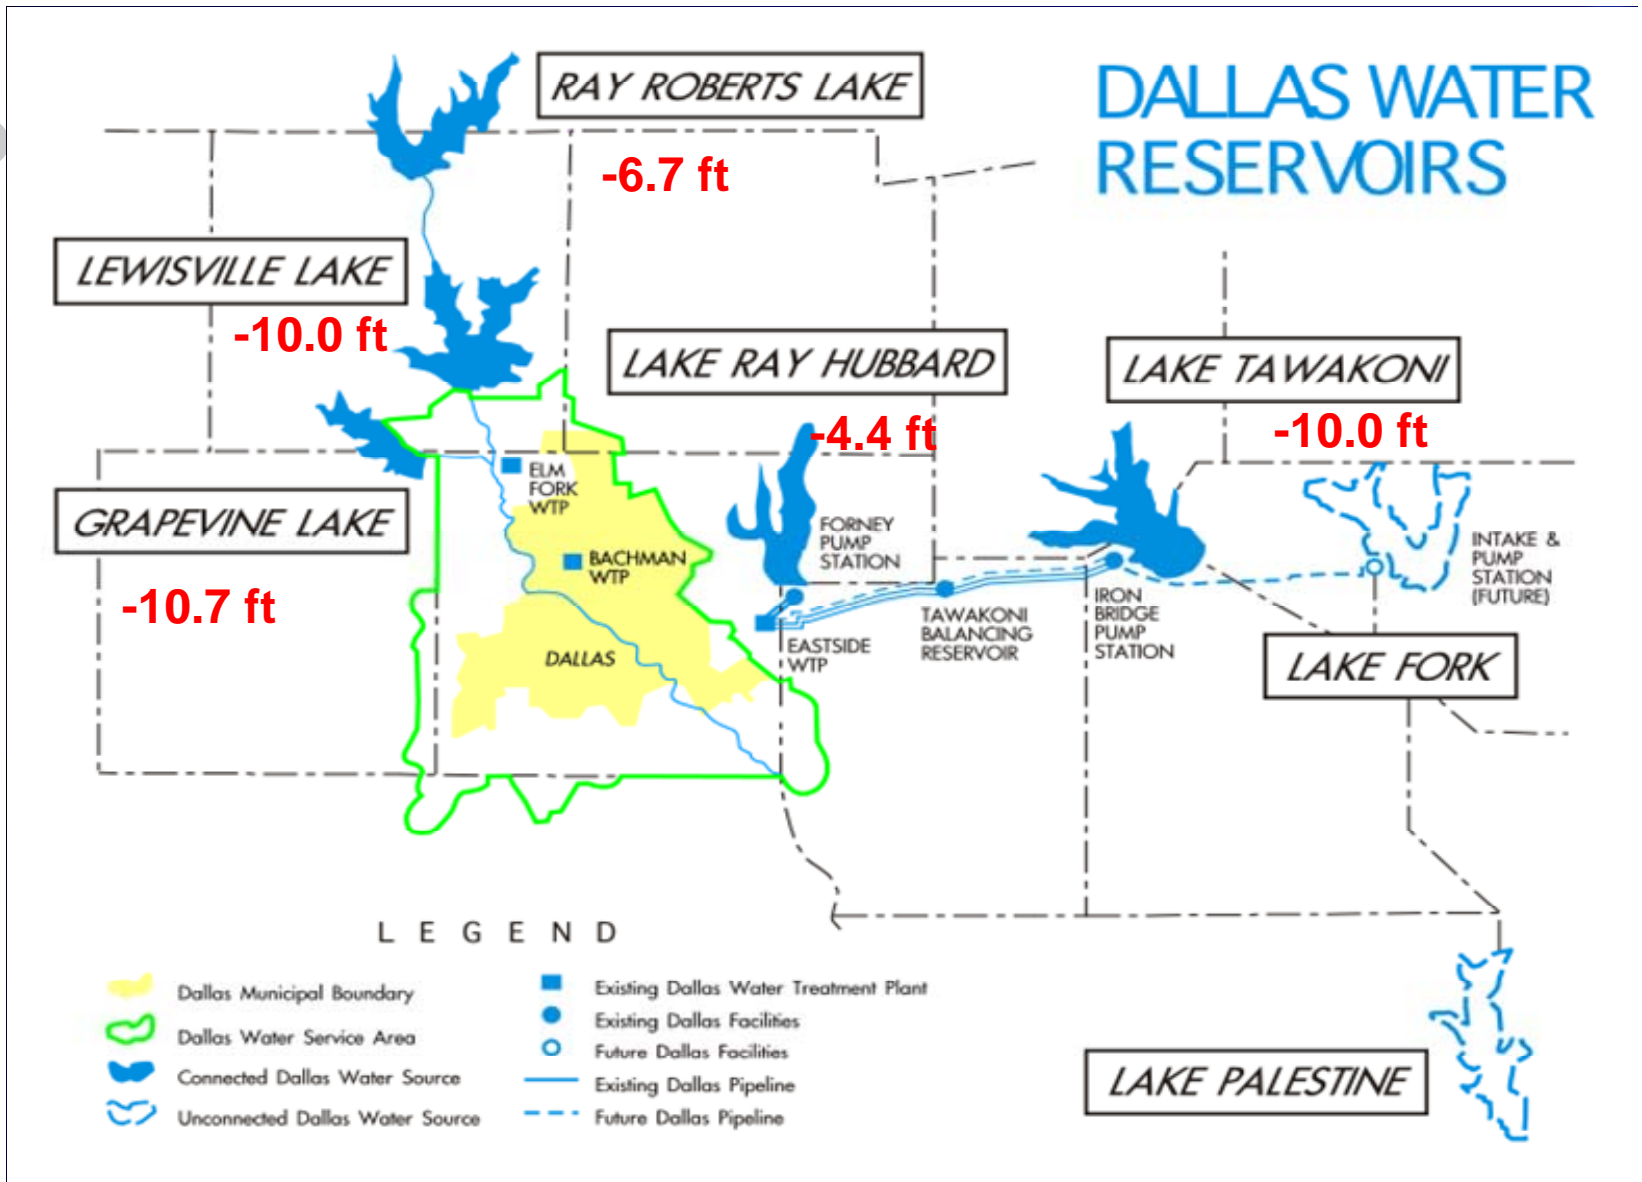 DALLAS WATER
RESERVOIRS
RAY ROBERTS LAKE
-6.7 ft
LEWISVILLE LAKE
-10.0 ft
LAKE RAY HUBBARD
-4.4 ft
LAKE TAWAKONI
-10.0 ft
GRAPEVINE LAKE
-10.7 ft
ELM
FORK
WTP
BACHMAN
WTP
DALLAS
FORNEY
PUMP
STATION
EASTSIDE
WTP
TAWAKONI
BALANCING
RESERVOIR
IRON
BRIDGE
PUMP
STATION
INTAKE &
PUMP
STATION
(FUTURE)
LAKE FORK
LAKE PALESTINE
LEGEND
Dallas Municipal Boundary
Dallas Water Service Area
Connected Dallas Water Source
Unconnected Dallas Water Source
Existing Dallas Water Treatment Plant
Existing Dallas Facilities
Future Dallas Facilities
Existing Dallas Pipeline
Future Dallas Pipeline